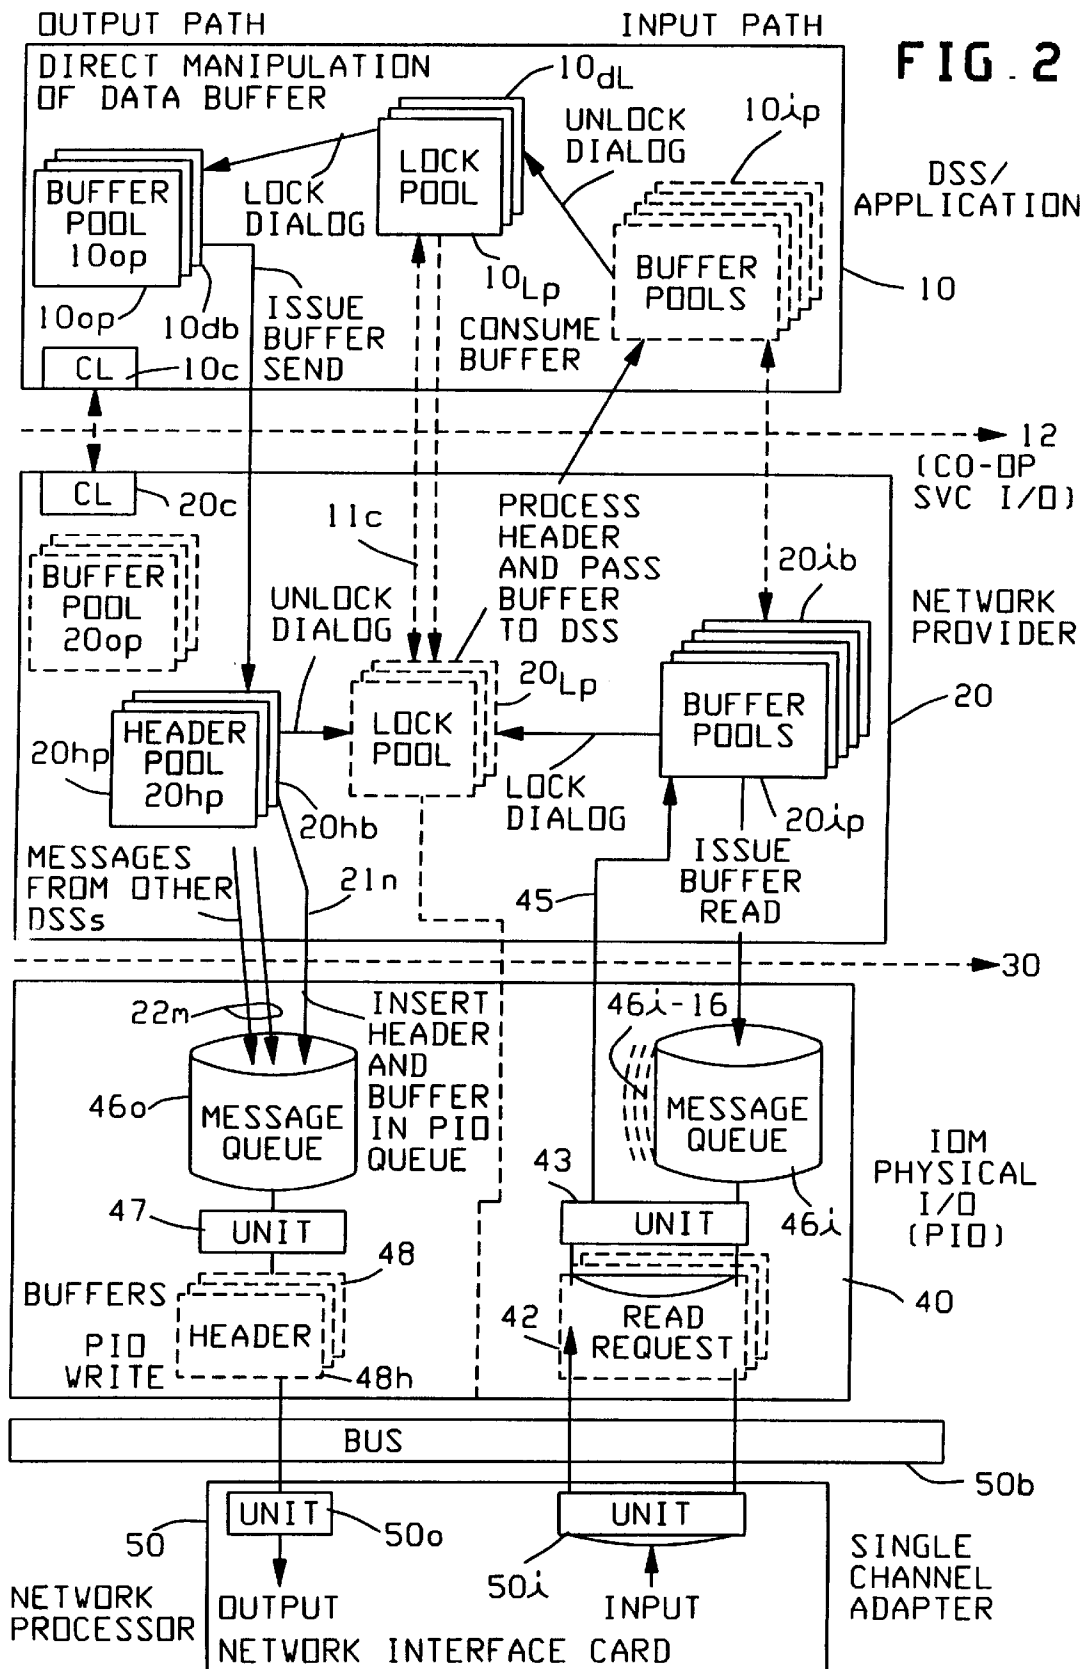 OUTPUT PATH
INPUT PATH
FIG. 2
DIRECT MANIPULATION
OF DATA BUFFER
10dL
UNLOCK
DIALOG
10ip
DSS/
APPLICATION
BUFFER
POOL
10op
LOCK
DIALOG
LOCK
POOL
BUFFER
POOLS
10
10op
10db
ISSUE
BUFFER
SEND
10Lp
CONSUME
BUFFER
CL
10c
12
(CO-OP
SVC I/O)
CL
20c
11c
PROCESS
HEADER
AND PASS
BUFFER
TO DSS
BUFFER
POOL
20op
UNLOCK
DIALOG
20ib
NETWORK
PROVIDER
20Lp
20
LOCK
POOL
BUFFER
POOLS
20hp
HEADER
POOL
20hp
20hb
LOCK
DIALOG
20ip
MESSAGES
FROM OTHER
DSSs
21n
45
ISSUE
BUFFER
READ
30
22m
INSERT
HEADER
AND
BUFFER
IN PIO
QUEUE
46i-16
46o
MESSAGE
QUEUE
MESSAGE
QUEUE
IOM
PHYSICAL
I/O
(PIO)
47
UNIT
43
UNIT
46i
BUFFERS
48
HEADER
PIO
WRITE
48h
42
READ
REQUEST
40
BUS
50b
50
UNIT
50o
UNIT
50i
SINGLE
CHANNEL
ADAPTER
NETWORK
PROCESSOR
OUTPUT
INPUT
NETWORK INTERFACE CARD